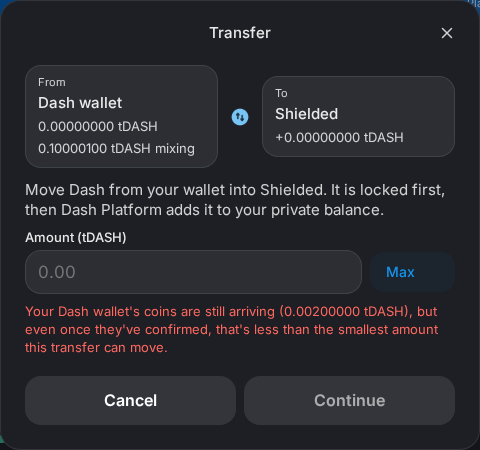 Transfer
From
Dash wallet
0.00000000 tDASH
0.10000100 tDASH mixing
To
Shielded
+0.00000000 tDASH
Move Dash from your wallet into Shielded. It is locked first,
then Dash Platform adds it to your private balance.
Amount (tDASH)
0.00
Max
Your Dash wallet's coins are still arriving (0.00200000 tDASH), but
even once they've confirmed, that's less than the smallest amount
this transfer can move.
Cancel
Continue